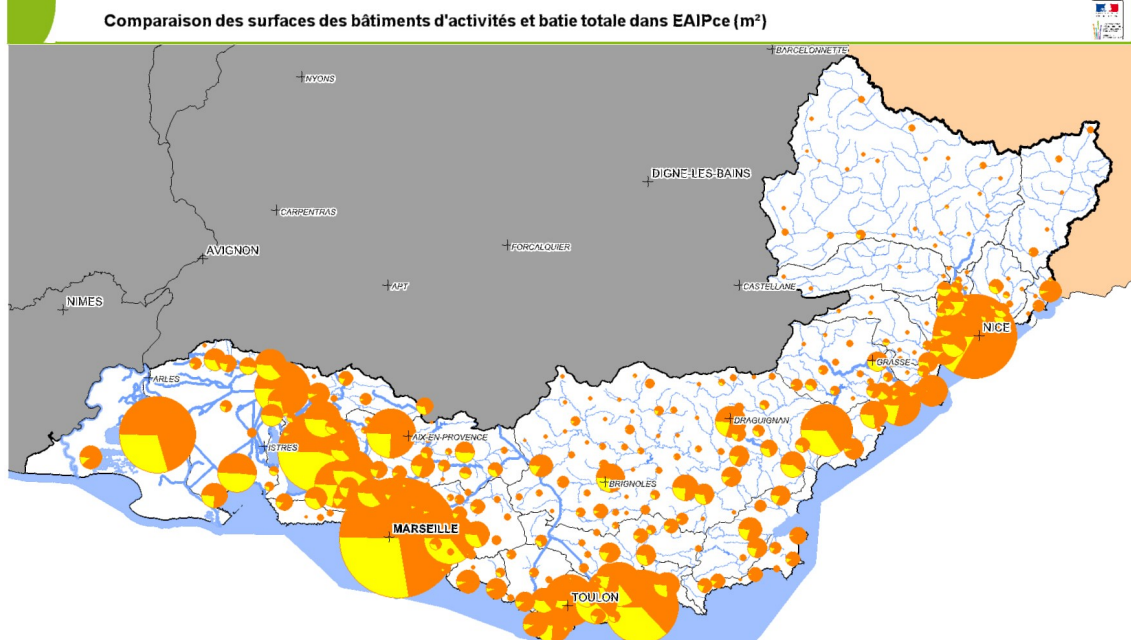 Comparaison des surfaces des bâtiments d'activités et batie totale dans EAIPce (m²)
BARCELONNETTE
NYONS
DIGNE-LES-BAINS
CARPENTRAS
FORCALQUIER
AVIGNON
APT
CASTELLANE
NIMES
NICE
GRASSE
ARLES
DRAGUIGNAN
AIX-EN-PROVENCE
ISTRES
BRIGNOLES
MARSEILLE
TOULON